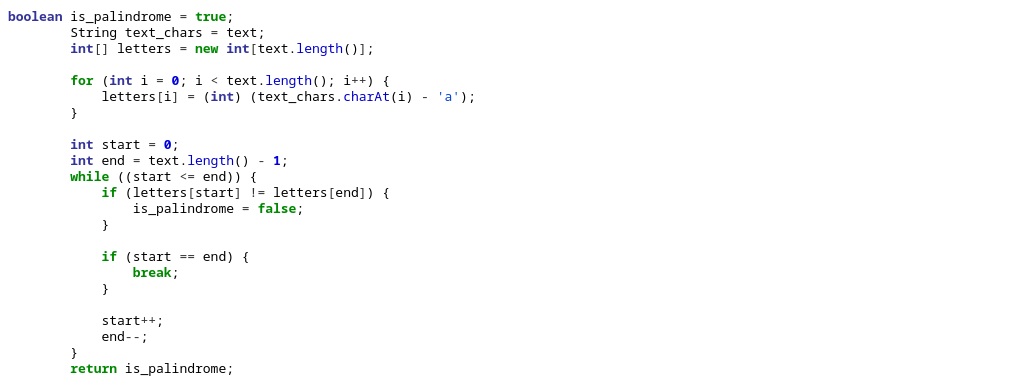 boolean is_palindrome = true;
        String text_chars = text;
        int[] letters = new int[text.length()];

        for (int i = 0; i < text.length(); i++) {
            letters[i] = (int) (text_chars.charAt(i) - 'a');
        }

        int start = 0;
        int end = text.length() - 1;
        while ((start <= end)) {
            if (letters[start] != letters[end]) {
                is_palindrome = false;
            }

            if (start == end) {
                break;
            }

            start++;
            end--;
        }
        return is_palindrome;